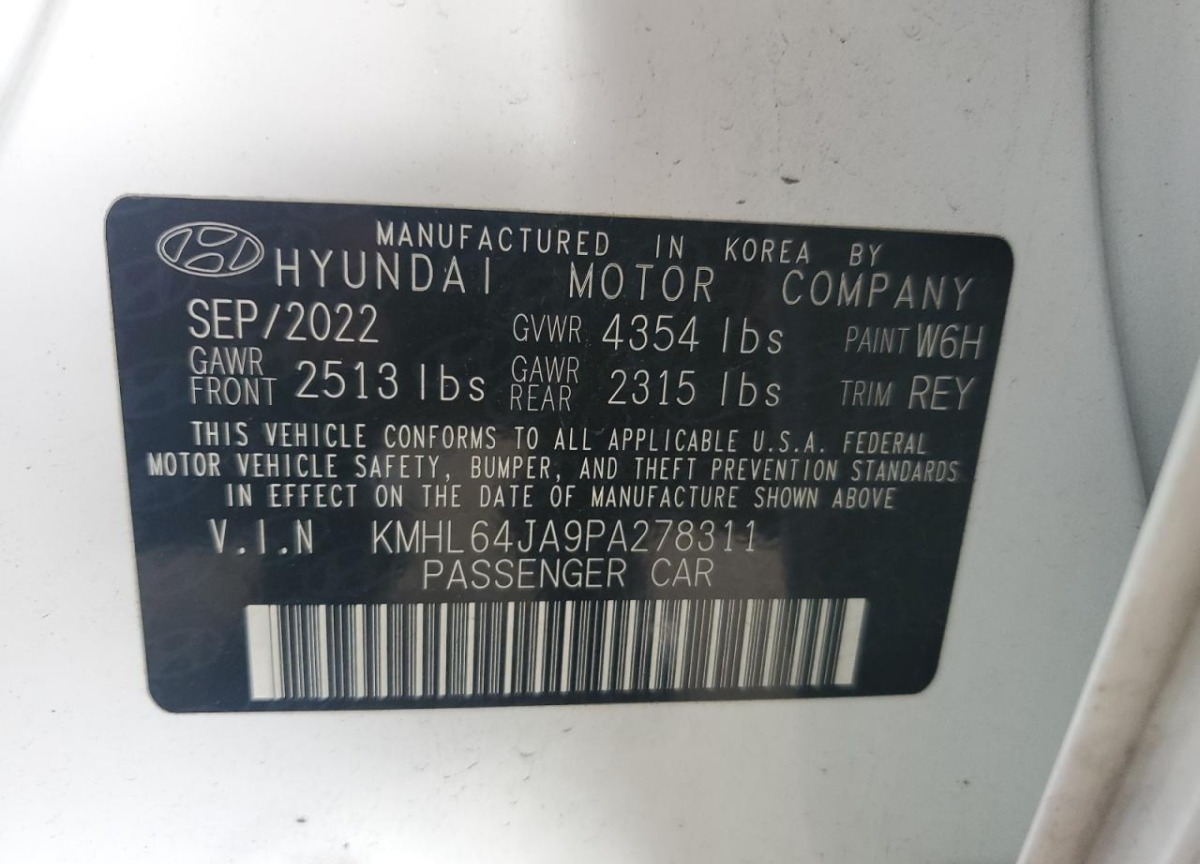 MANUFACTURED IN KOREA BY
HYUNDAI MOTOR COMPANY
SEP/2022 GVWR 4354 lbs PAINT W6H
GAWR FRONT 2513 lbs GAWR REAR 2315 lbs TRIM REY
THIS VEHICLE CONFORMS TO ALL APPLICABLE U.S.A. FEDERAL
MOTOR VEHICLE SAFETY, BUMPER, AND THEFT PREVENTION STANDARDS
IN EFFECT ON THE DATE OF MANUFACTURE SHOWN ABOVE
V.I.N KMHL64JA9PA278311
PASSENGER CAR